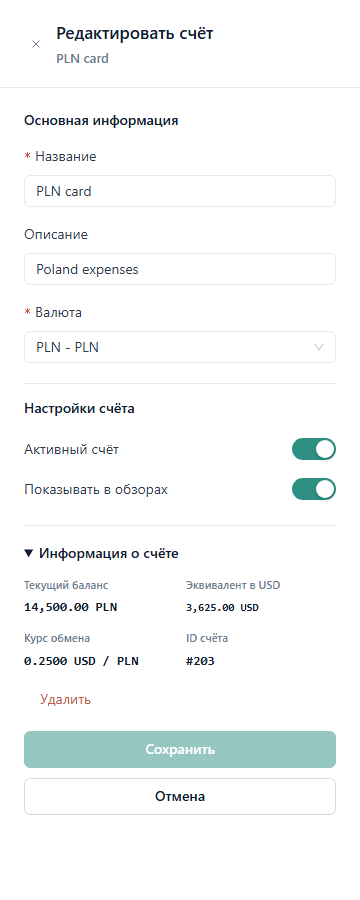 Редактировать счёт
PLN card
Основная информация
* Название
PLN card
Описание
Poland expenses
* Валюта
PLN - PLN
Настройки счёта
Активный счёт
Показывать в обзорах
Информация о счёте
Текущий баланс
Эквивалент в USD
14,500.00 PLN
3,625.00 USD
Курс обмена
ID счёта
0.2500 USD / PLN
#203
Удалить
Сохранить
Отмена